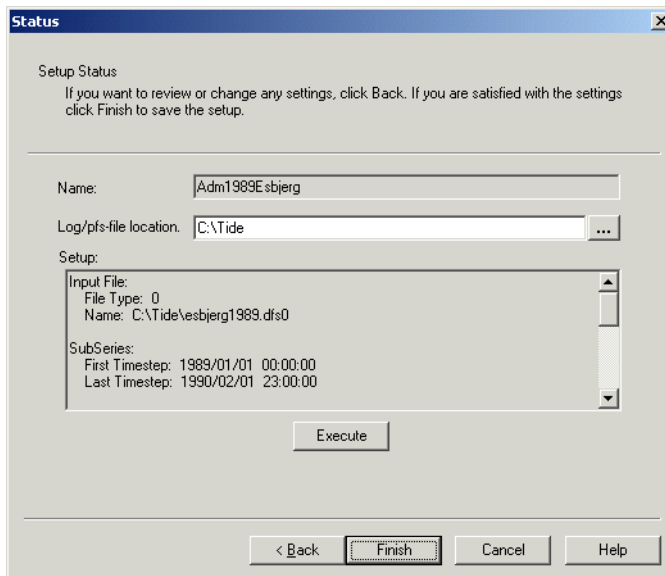 Status
Setup Status
If you want to review or change any settings, click Back. If you are satisfied with the settings
click Finish to save the setup.
Name: Adm1989Esbjerg
Log/pfs-file location. C:\Tide ...
Setup:
Input File:
File Type: 0
Name: C:\Tide\esbjerg1989.dfs0
SubSeries:
First Timestep: 1989/01/01 00:00:00
Last Timestep: 1990/02/01 23:00:00
Execute
< Back Finish Cancel Help